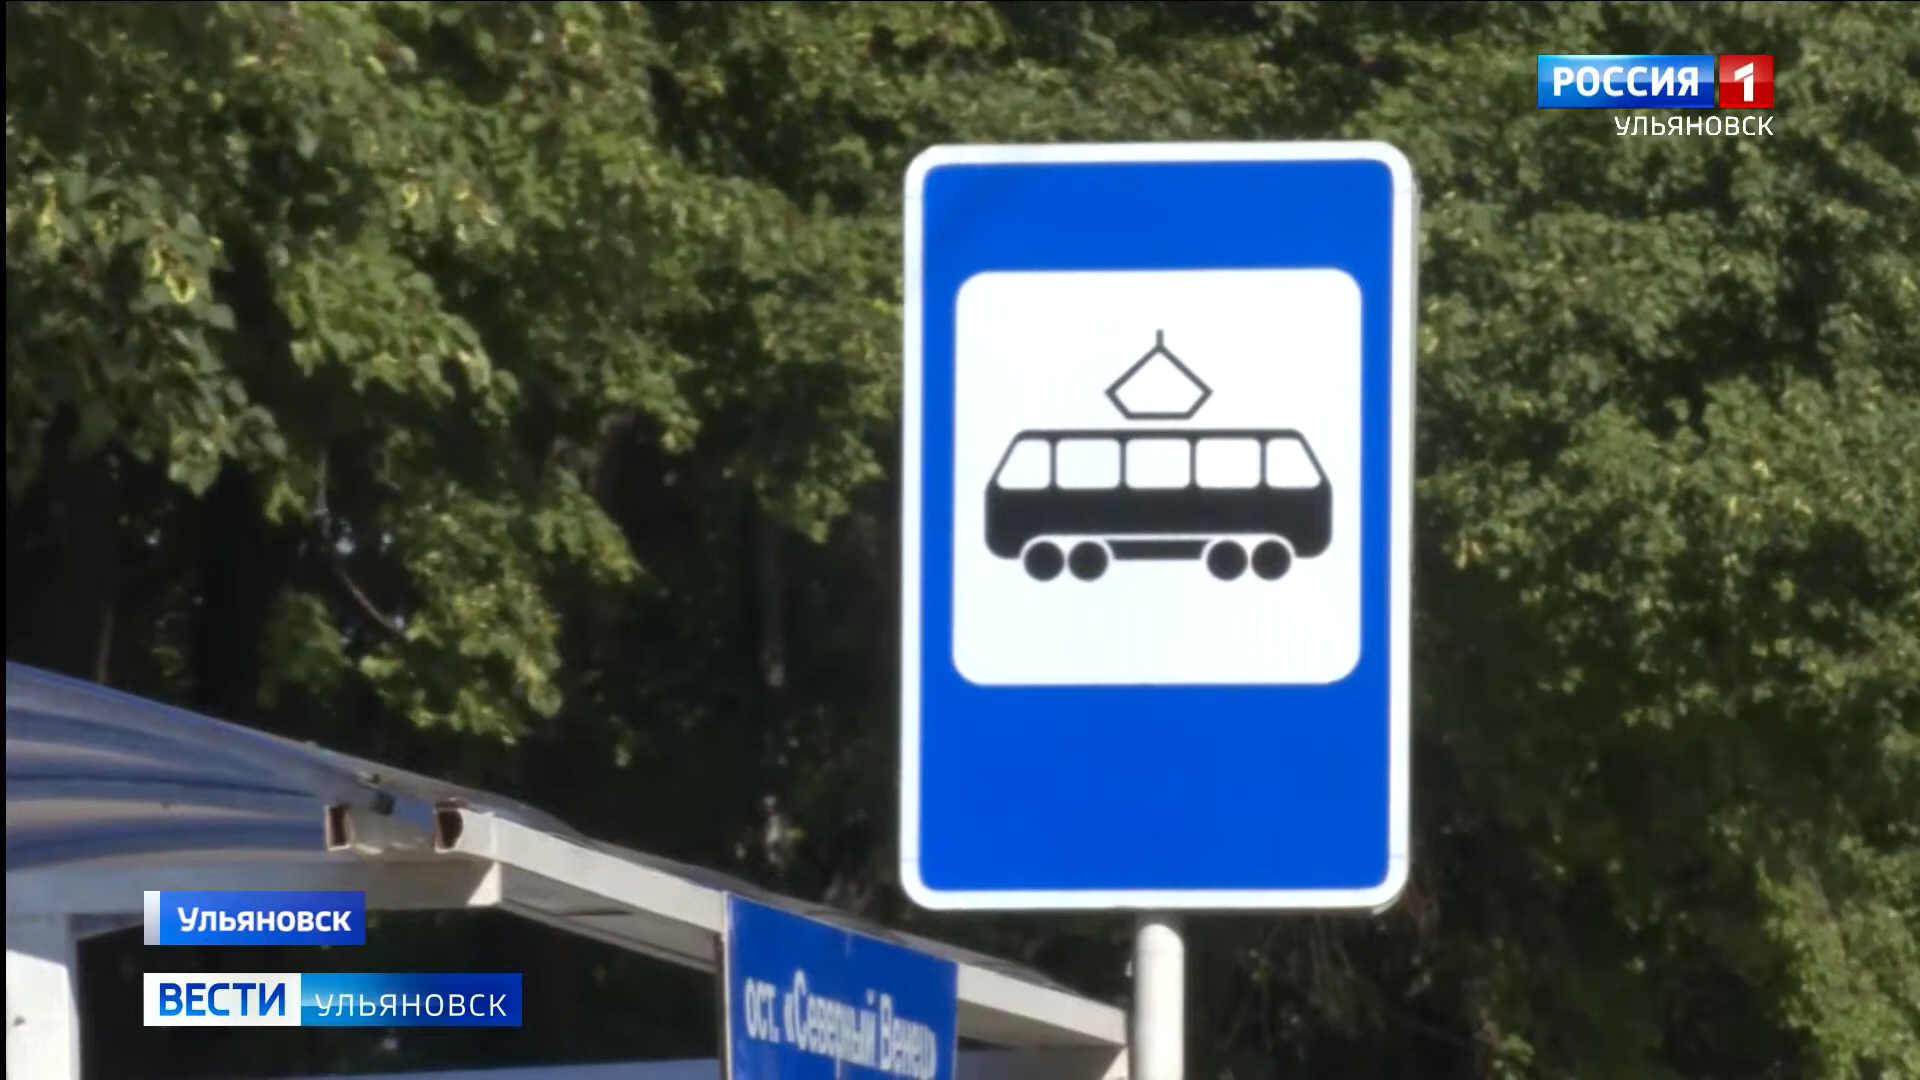 РОССИЯ 1
УЛЬЯНОВСК
Ульяновск
ВЕСТИ УЛЬЯНОВСК
ост. «Северный Венец»